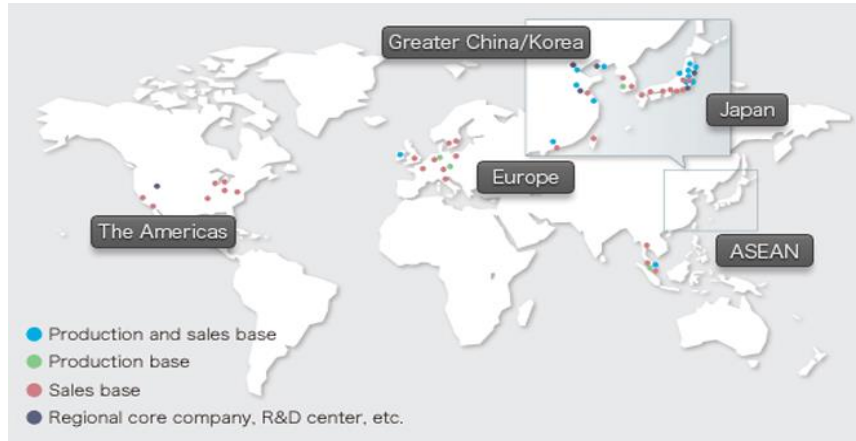 Greater China/Korea
Japan
Europe
The Americas
ASEAN
Production and sales base
Production base
Sales base
Regional core company, R&D center, etc.